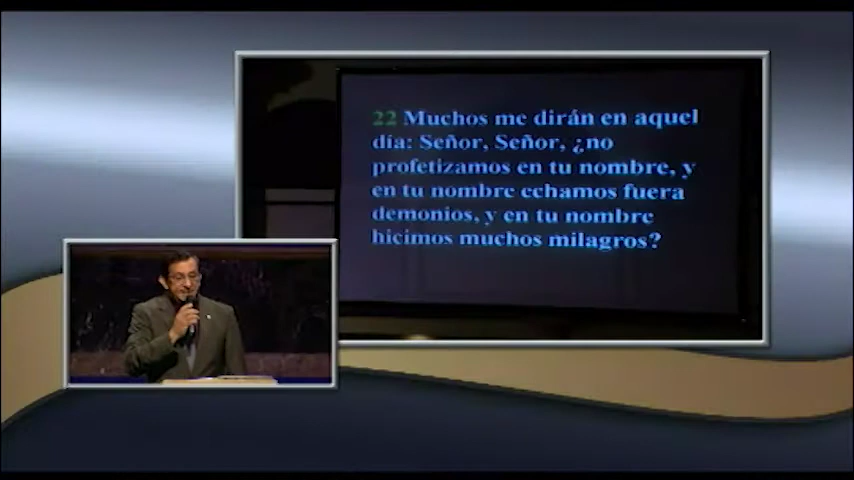 22 Muchos me dirán en aquel
día: Señor, Señor, ¿no
profetizamos en tu nombre, y
en tu nombre echamos fuera
demonios, y en tu nombre
hicimos muchos milagros?